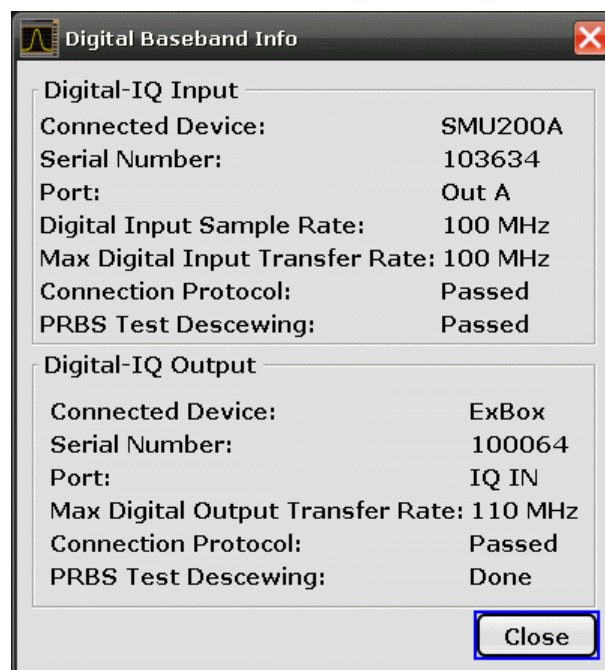 Digital Baseband Info
Digital-IQ Input
Connected Device: SMU200A
Serial Number: 103634
Port: Out A
Digital Input Sample Rate: 100 MHz
Max Digital Input Transfer Rate: 100 MHz
Connection Protocol: Passed
PRBS Test Descewing: Passed
Digital-IQ Output
Connected Device: ExBox
Serial Number: 100064
Port: IQ IN
Max Digital Output Transfer Rate: 110 MHz
Connection Protocol: Passed
PRBS Test Descewing: Done
Close